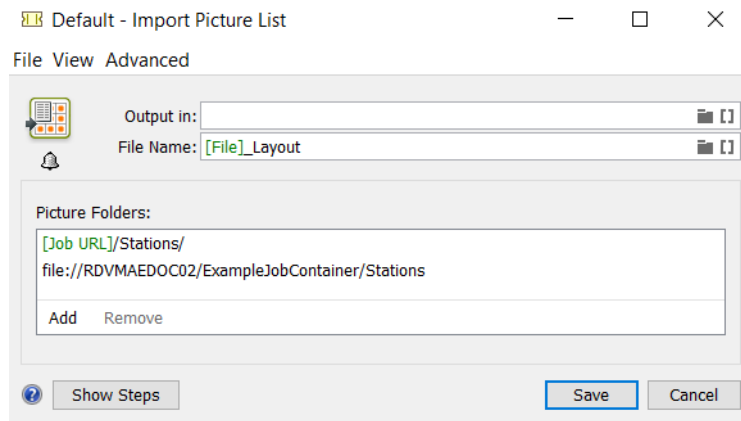 Default - Import Picture List
File View Advanced
Output in:
File Name: [File]_Layout
Picture Folders:
[Job URL]/Stations/
file://RDVMAEDOC02/ExampleJobContainer/Stations
Add Remove
Show Steps Save Cancel